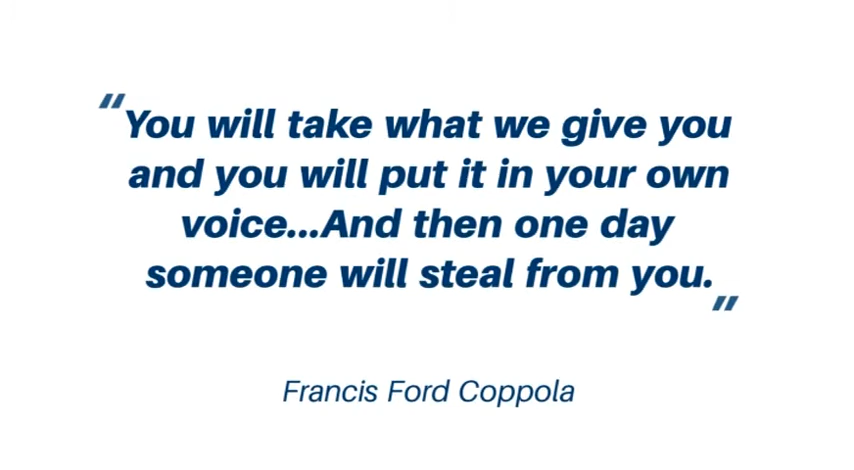 "You will take what we give you
and you will put it in your own
voice...And then one day
someone will steal from you."
Francis Ford Coppola